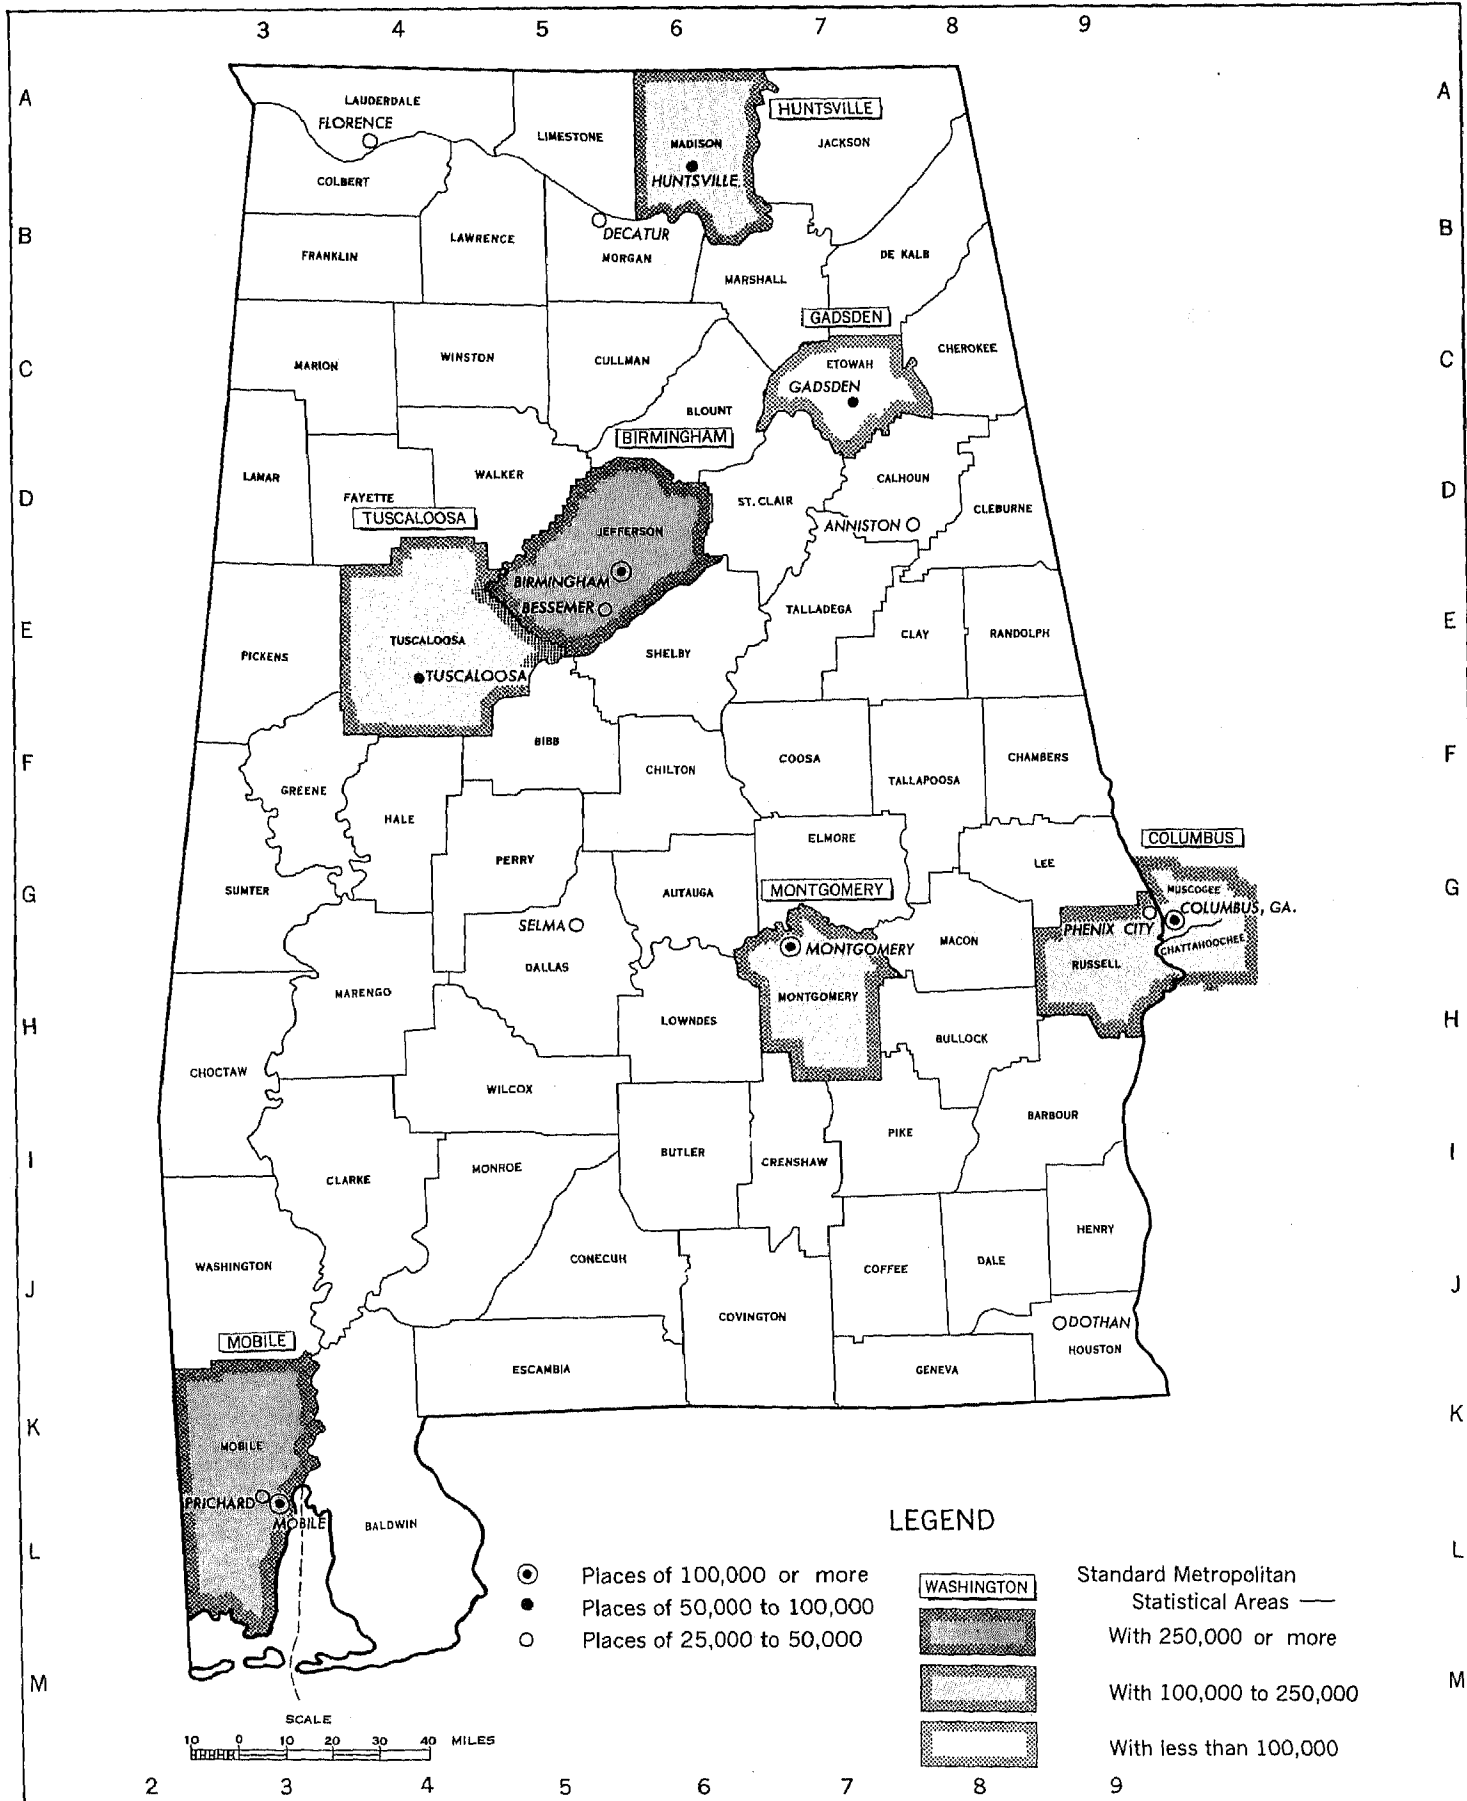 3 4 5 6 7 8 9
A A
LAUDERDALE
FLORENCE
LIMESTONE
HUNTSVILLE
MADISON
JACKSON
HUNTSVILLE
COLBERT
B B
DECATUR
LAWRENCE
FRANKLIN
MORGAN
DE KALB
MARSHALL
GADSDEN
C C
MARION
WINSTON
CULLMAN
ETOWAH
CHEROKEE
GADSDEN
BLOUNT
BIRMINGHAM
D D
LAMAR
WALKER
FAYETTE
ST. CLAIR
CALHOUN
CLEBURNE
TUSCALOOSA
ANNISTON
JEFFERSON
BIRMINGHAM
BESSEMER
TALLADEGA
E E
TUSCALOOSA
CLAY
RANDOLPH
PICKENS
SHELBY
TUSCALOOSA
F F
BIBB
CHILTON
COOSA
CHAMBERS
TALLAPOOSA
GREENE
HALE
ELMORE
COLUMBUS
PERRY
LEE
G G
SUMTER
AUTAUGA
MONTGOMERY
MUSCOGEE
COLUMBUS, GA.
SELMA
PHENIX CITY
MONTGOMERY
MACON
CHATTAHOOCHEE
DALLAS
RUSSELL
MARENGO
MONTGOMERY
H H
LOWNDES
BULLOCK
CHOCTAW
WILCOX
BARBOUR
PIKE
I I
BUTLER
CRENSHAW
MONROE
CLARKE
HENRY
WASHINGTON
CONECUH
COFFEE
DALE
J J
COVINGTON
DOTHAN
MOBILE
HOUSTON
ESCAMBIA
GENEVA
K K
MOBILE
PRICHARD
MOBILE
BALDWIN
L L
LEGEND
Places of 100,000 or more
Places of 50,000 to 100,000
Places of 25,000 to 50,000
WASHINGTON
Standard Metropolitan
Statistical Areas —
With 250,000 or more
With 100,000 to 250,000
With less than 100,000
M M
SCALE
10 0 10 20 30 40 MILES
2 3 4 5 6 7 8 9